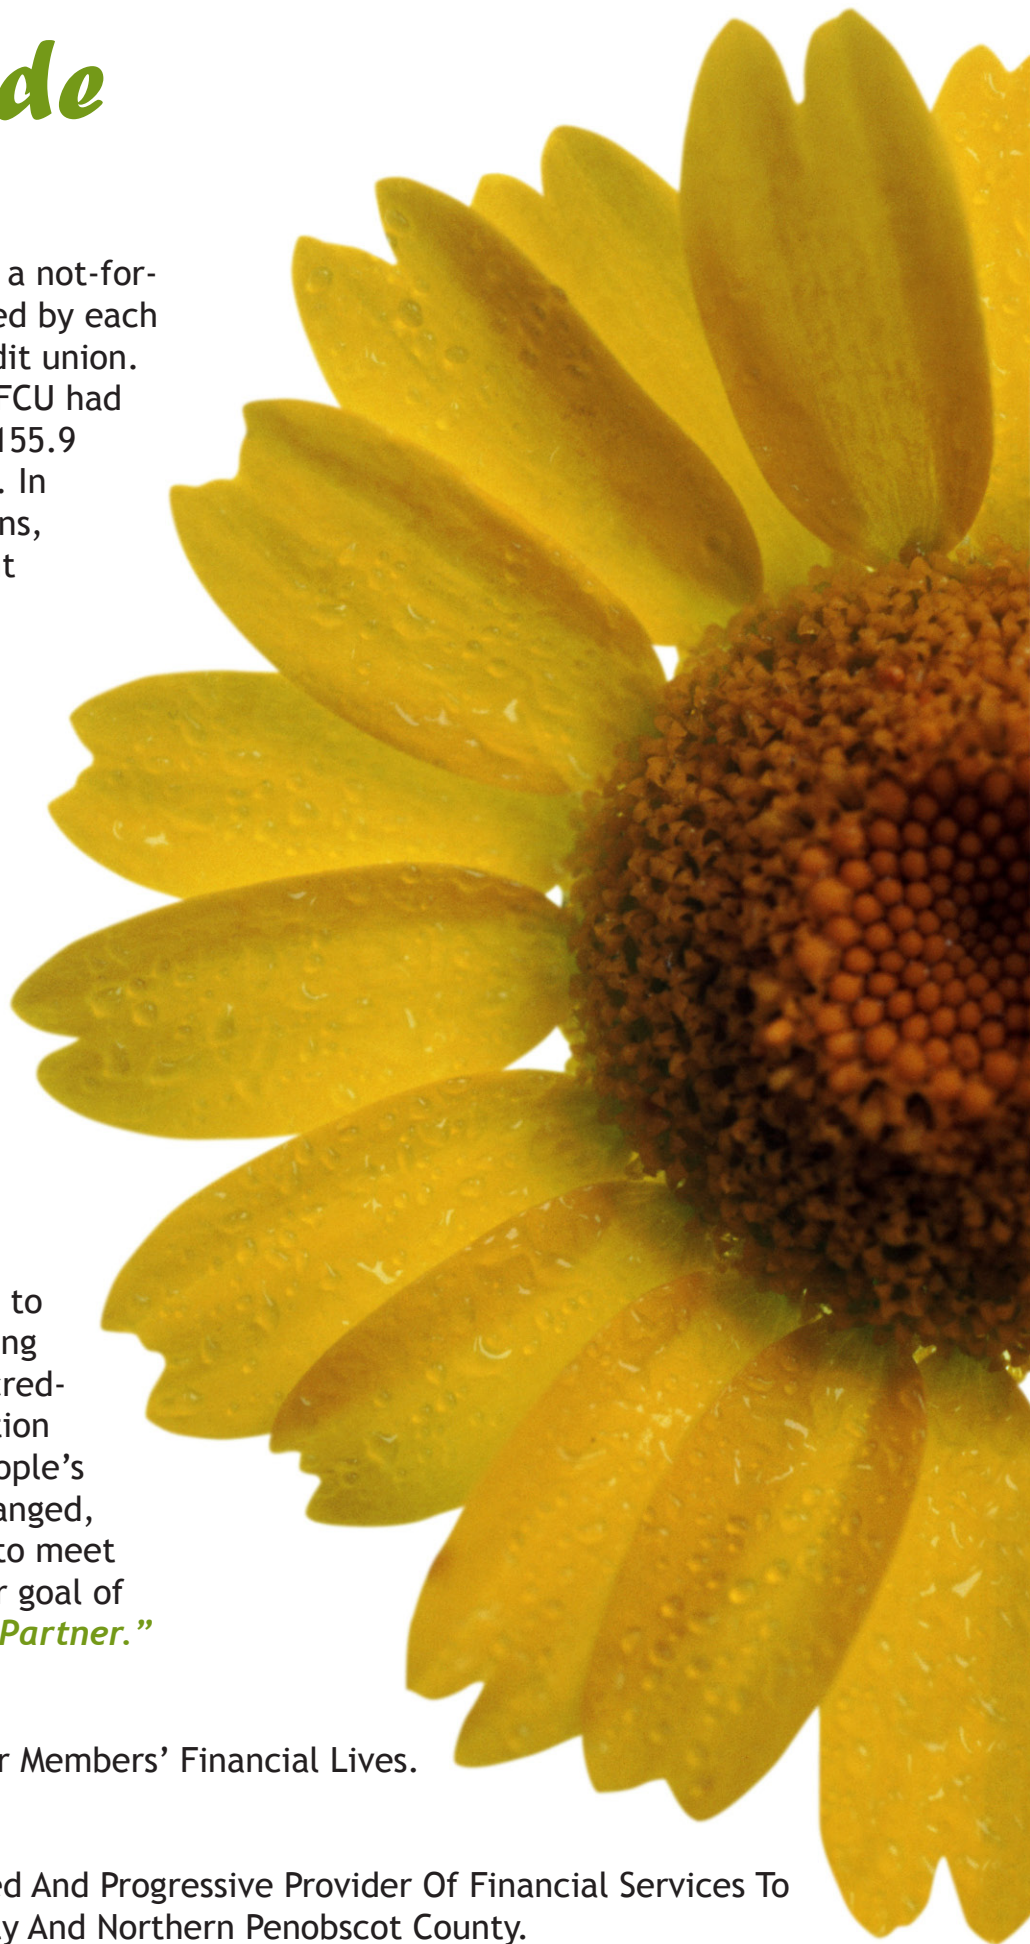 de
a not-for-
ed by each
dit union.
FCU had
155.9
. In
ns,
t
to
ng
cred-
tion
ople’s
anged,
to meet
r goal of
Partner.”
r Members’ Financial Lives.
ed And Progressive Provider Of Financial Services To
y And Northern Penobscot County.